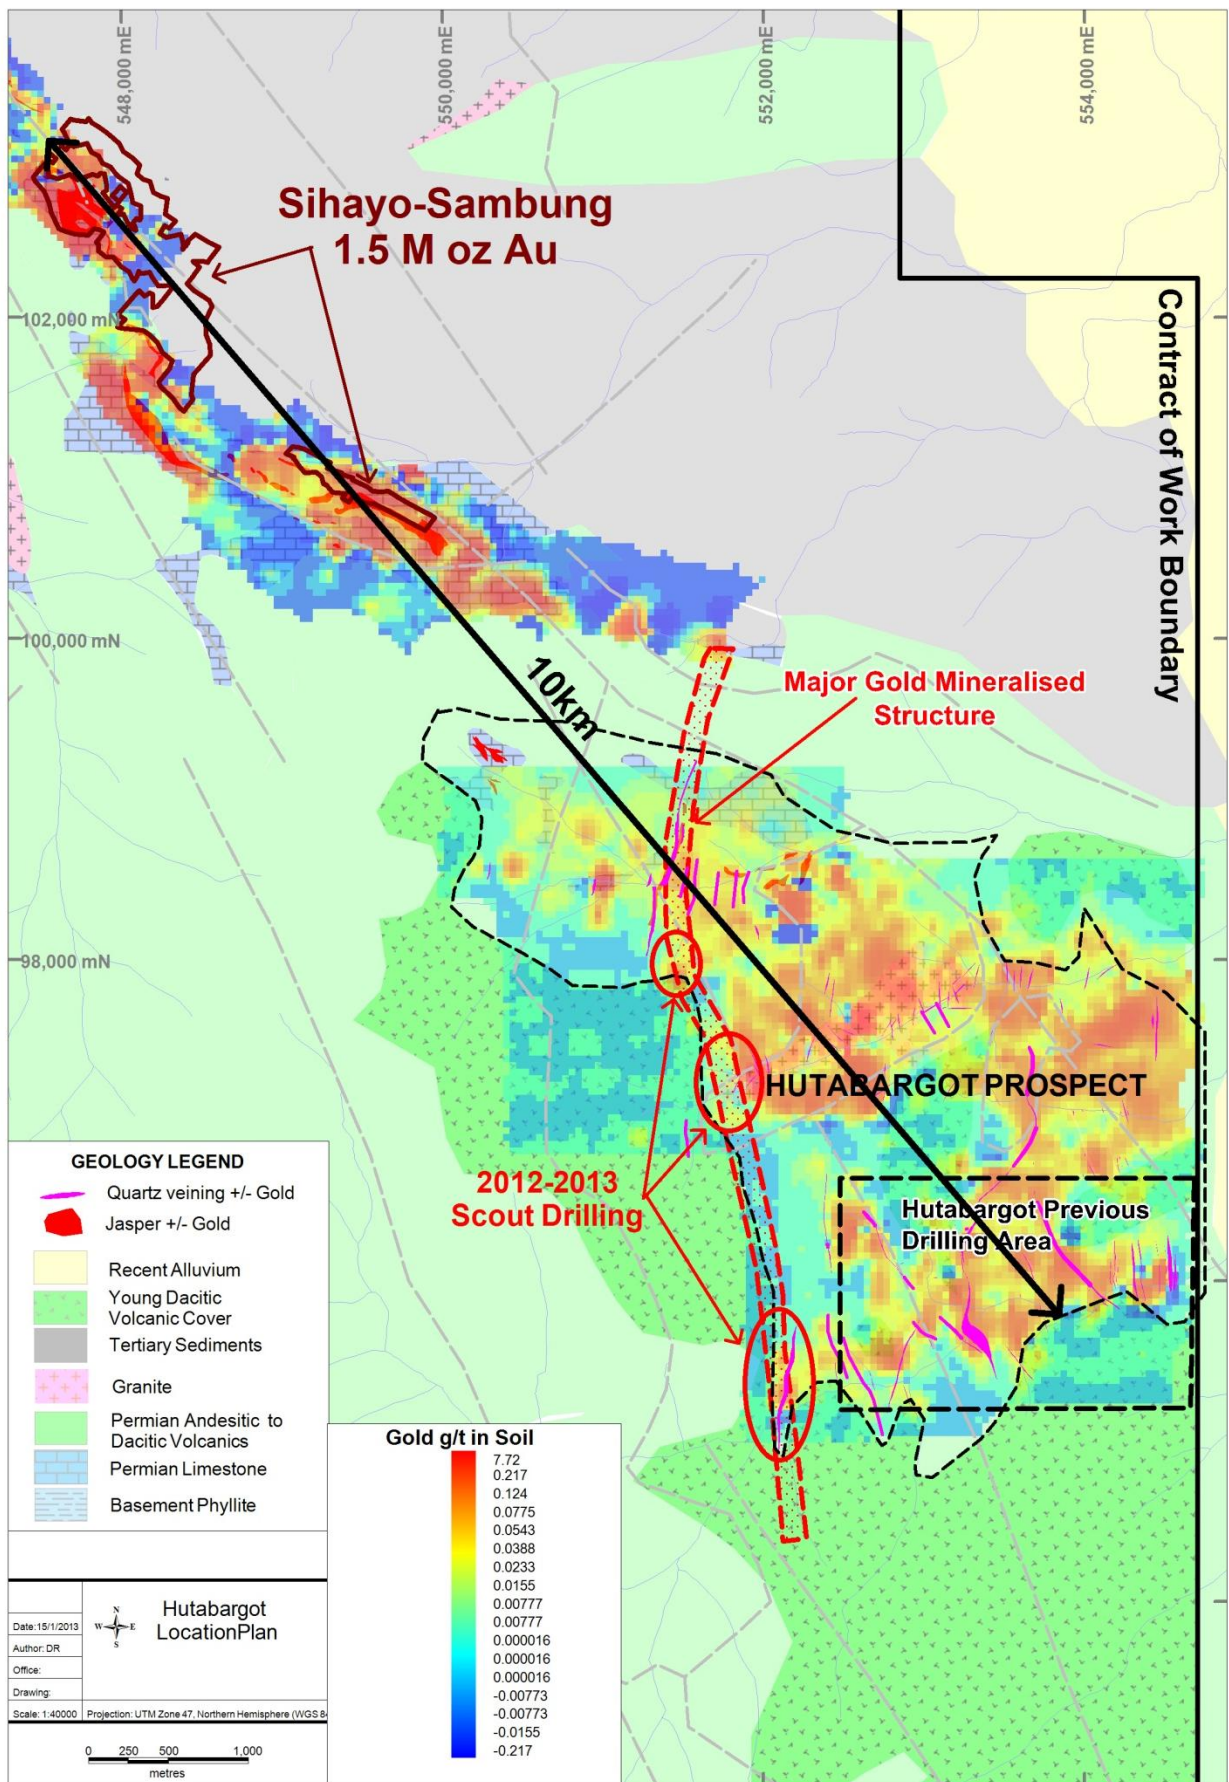 548,000 mE
550,000 mE
552,000 mE
554,000 mE
Sihayo-Sambung
1.5 M oz Au
102,000 mN
Contract of Work Boundary
100,000 mN
10km
Major Gold Mineralised
Structure
98,000 mN
HUTABARGOT PROSPECT
2012-2013
Scout Drilling
Hutabargot Previous
Drilling Area
GEOLOGY LEGEND
Quartz veining +/- Gold
Jasper +/- Gold
Recent Alluvium
Young Dacitic
Volcanic Cover
Tertiary Sediments
Granite
Permian Andesitic to
Dacitic Volcanics
Permian Limestone
Basement Phyllite
Gold g/t in Soil
7.72
0.217
0.124
0.0775
0.0543
0.0388
0.0233
0.0155
0.00777
0.00777
0.000016
0.000016
0.000016
-0.00773
-0.00773
-0.0155
-0.217
Date:15/1/2013
Author: DR
Office:
Drawing:
Scale: 1:40000
N
W E
S
Hutabargot
LocationPlan
Projection: UTM Zone 47, Northern Hemisphere (WGS 84
0 250 500 1,000
metres